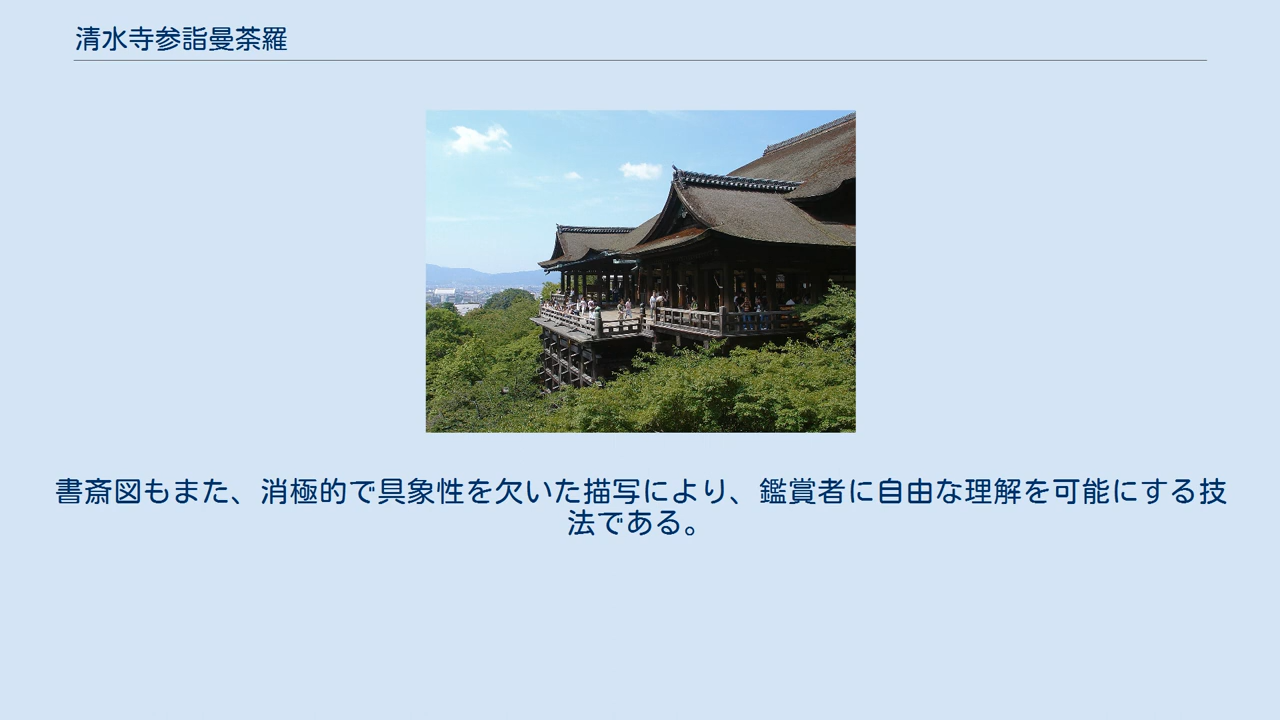 清水寺参詣曼荼羅
書斎図もまた、消極的で具象性を欠いた描写により、鑑賞者に自由な理解を可能にする技
法である。